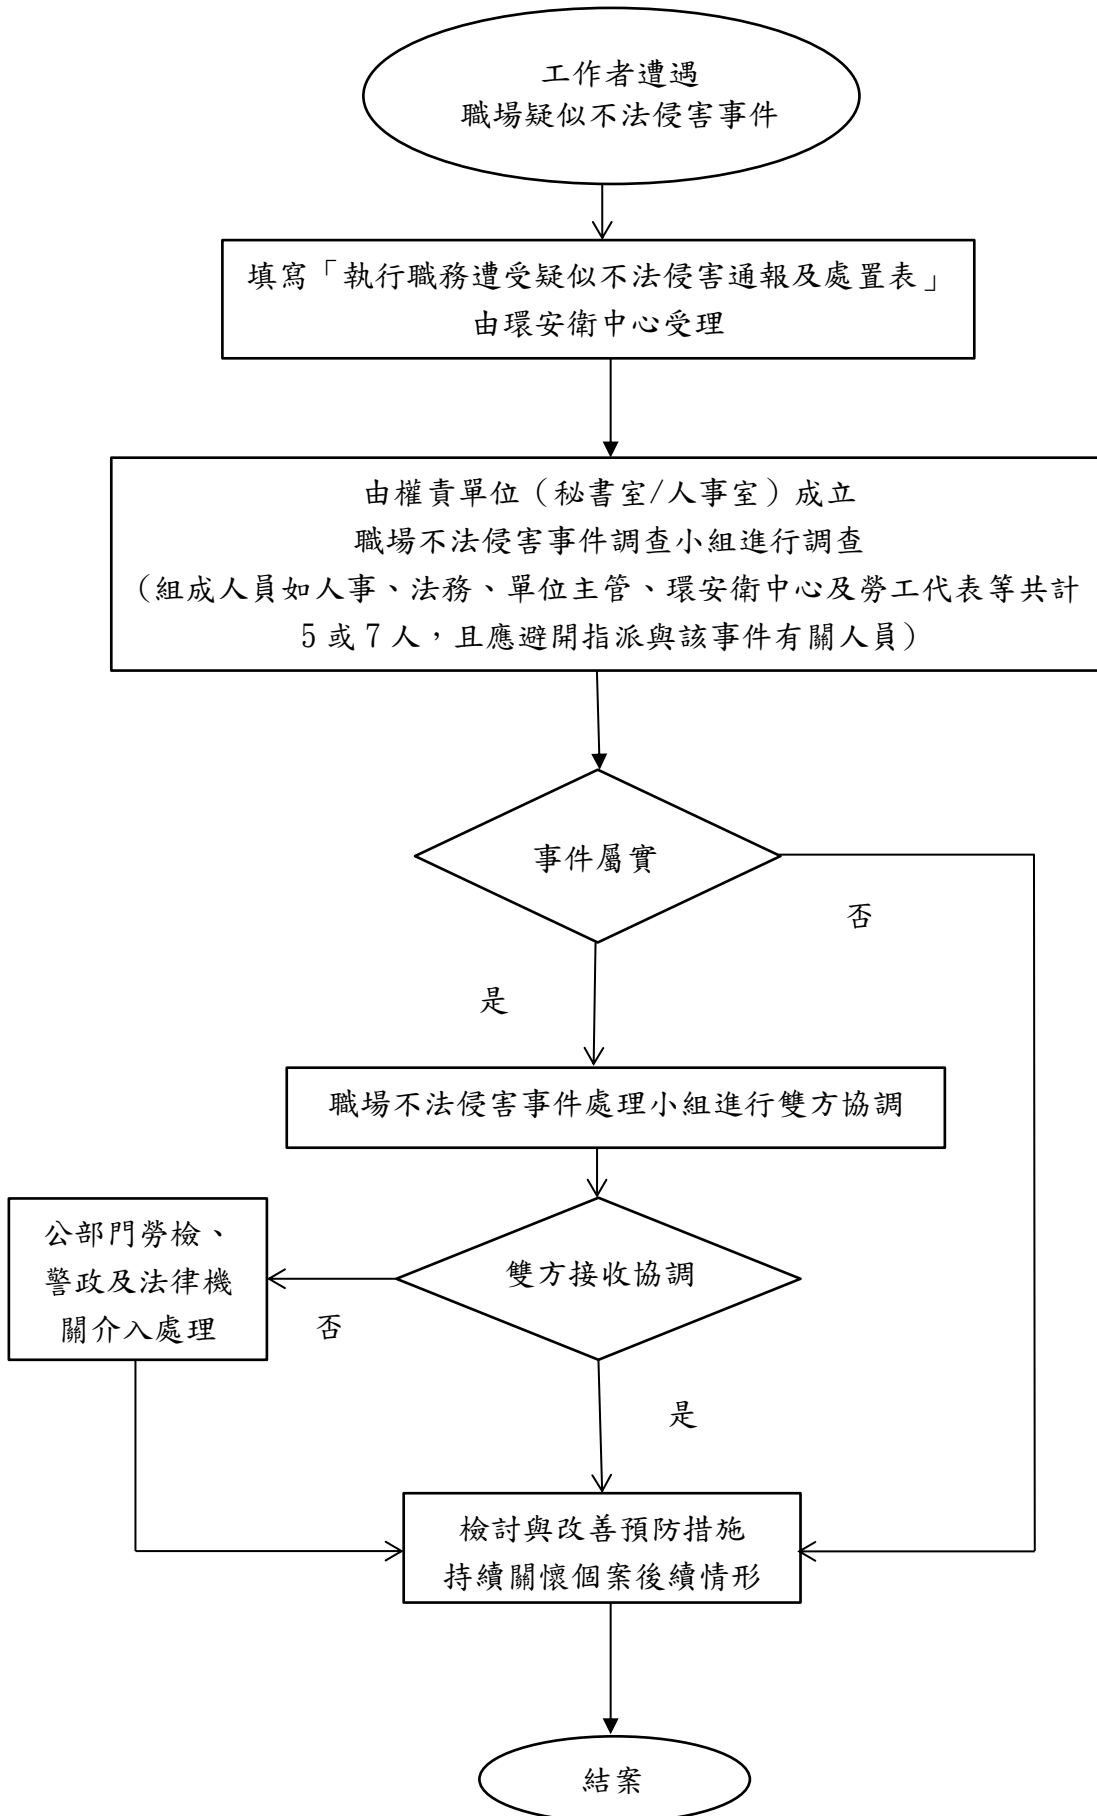 工作者遭遇
職場疑似不法侵害事件
填寫「執行職務遭受疑似不法侵害通報及處置表」
由環安衛中心受理
由權責單位（秘書室/人事室）成立
職場不法侵害事件調查小組進行調查
（組成人員如人事、法務、單位主管、環安衛中心及勞工代表等共計
5 或 7 人，且應避開指派與該事件有關人員）
事件屬實
否
是
職場不法侵害事件處理小組進行雙方協調
公部門勞檢、
警政及法律機
關介入處理
雙方接收協調
否
是
檢討與改善預防措施
持續關懷個案後續情形
結案